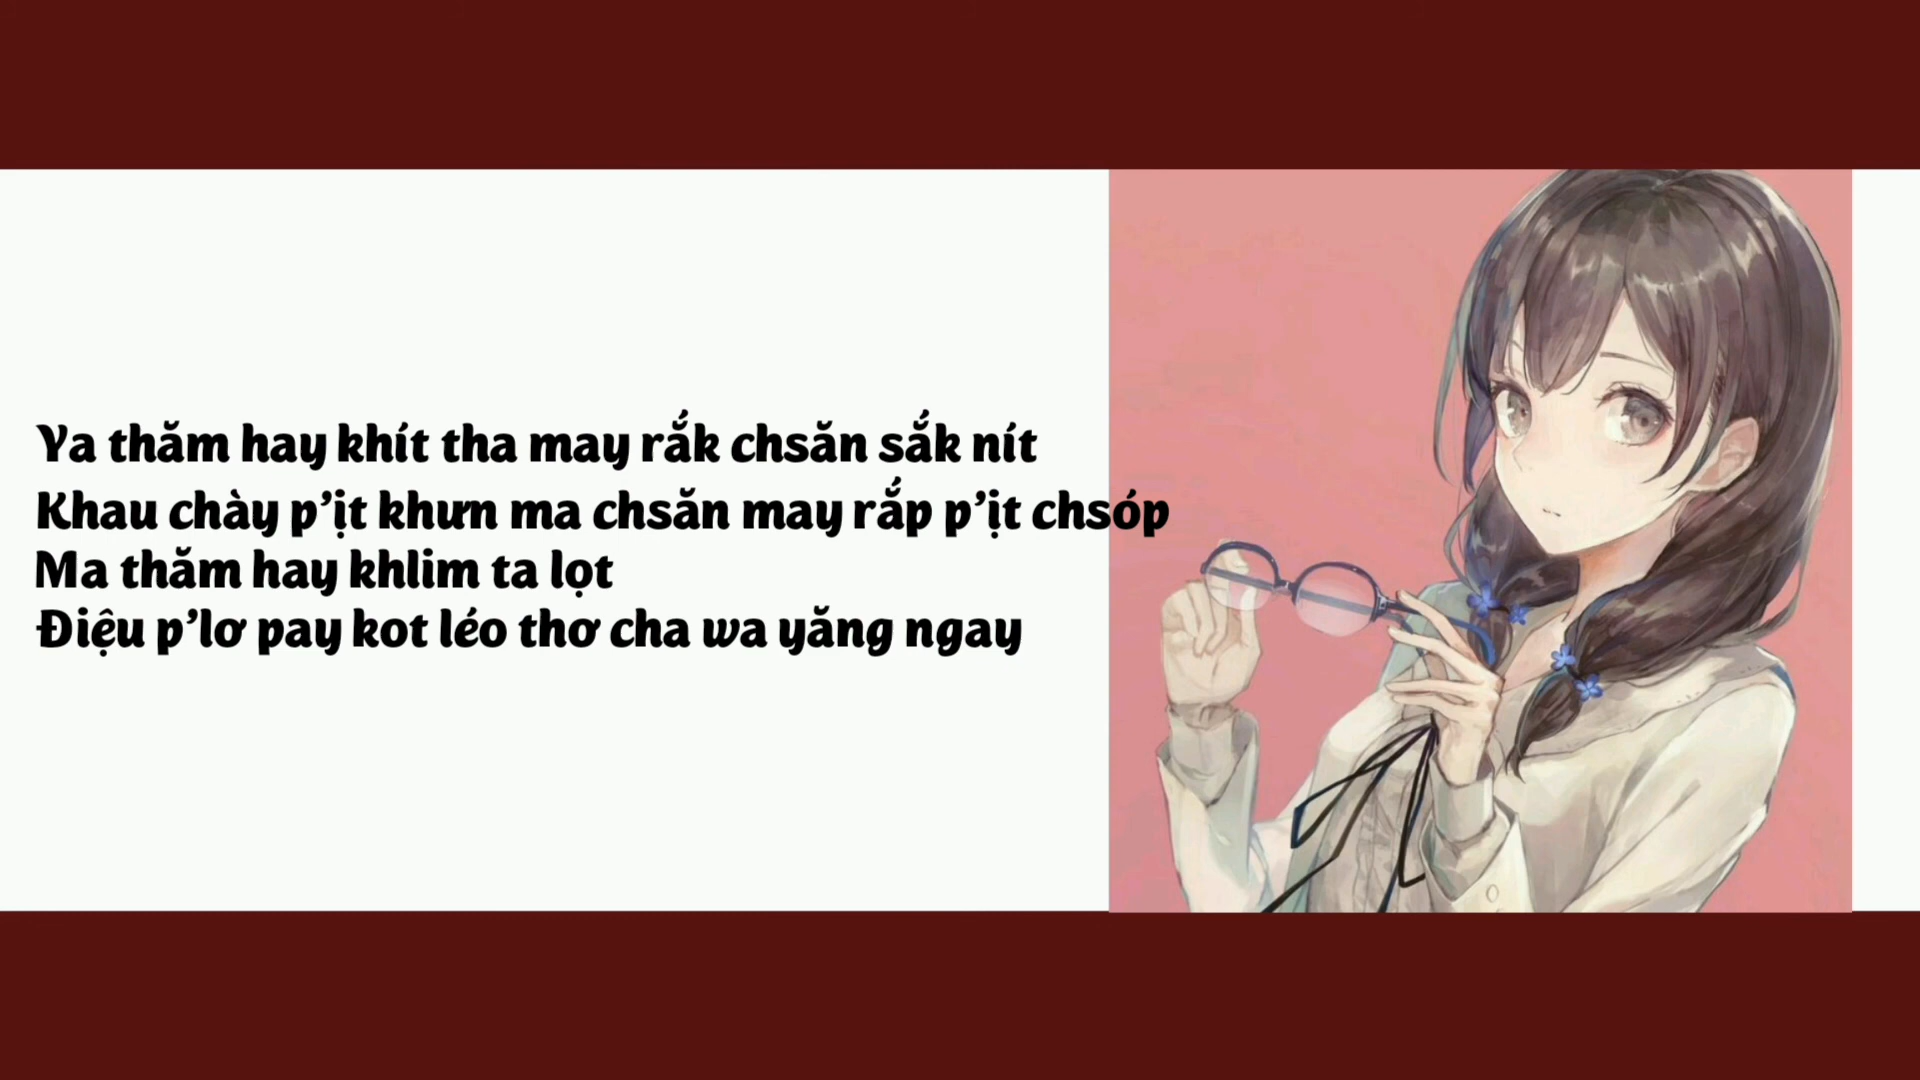 Ya thăm hay khít tha may rắk chsăn sắk nít
Khau chày p’ịt khưn ma chsăn may rắp p’ịt chsóp
Ma thăm hay khlim ta lọt
Điệu p’lơ pay kot léo thơ cha wa yăng ngay